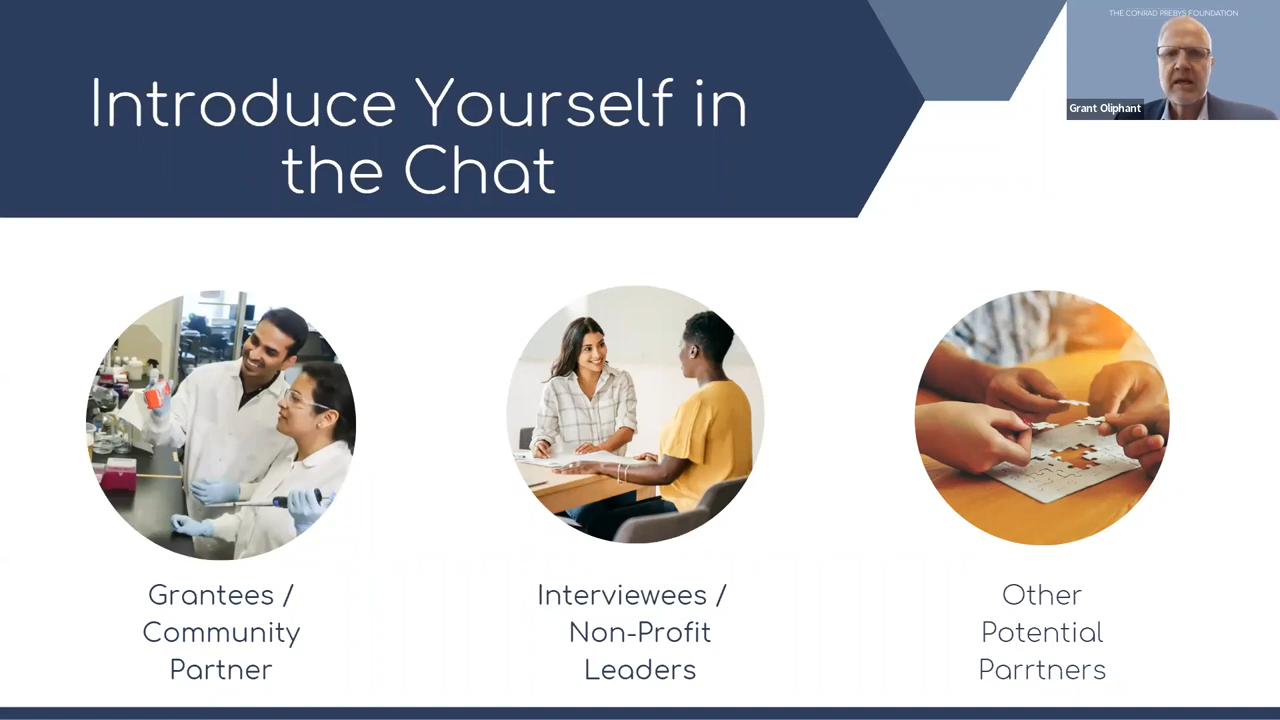 Introduce Yourself in
the Chat
THE CONRAD PREBYS FOUNDATION
Grant Oliphant
Grantees /
Community
Partner
Interviewees /
Non-Profit
Leaders
Other
Potential
Parrtners